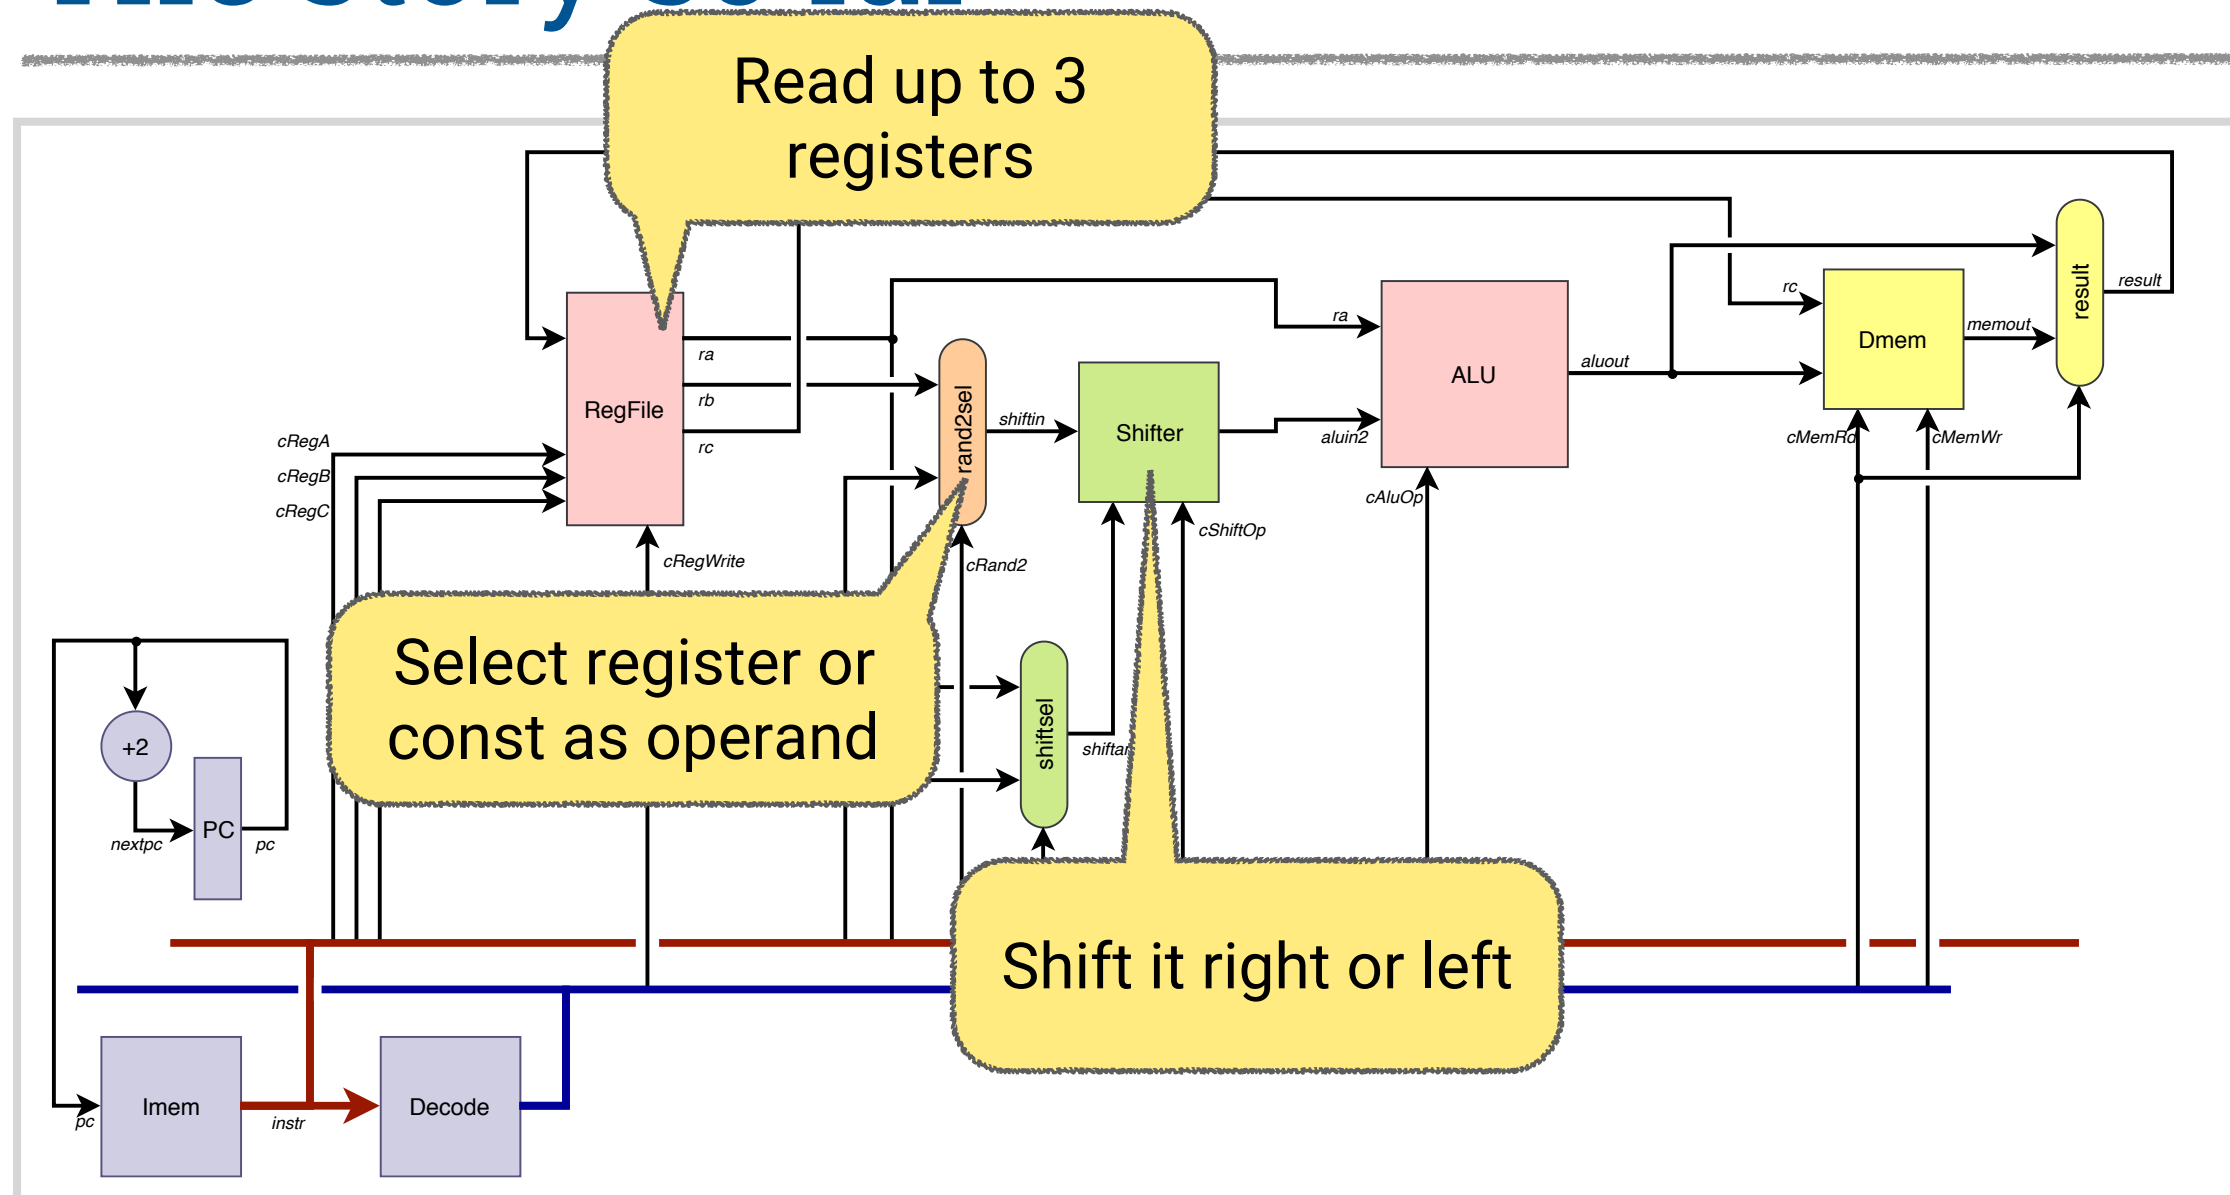 Read up to 3
registers
result
rc
result
ra
memout
Dmem
ra
aluout
ALU
rb
rand2sel
RegFile
shiftin
Shifter
aluin2
cMemRd
cMemWr
cRegA
rc
cRegB
cAluOp
cRegC
cShiftOp
cRegWrite
cRand2
Select register or
const as operand
shiftsel
+2
PC
nextpc
pc
Shift it right or left
Imem
Decode
pc
instr